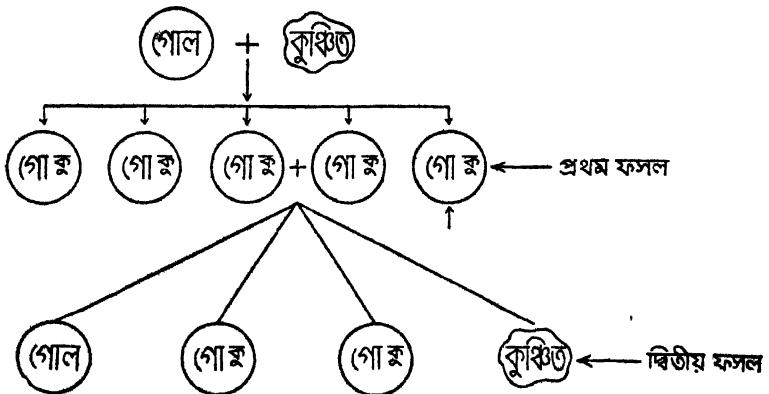 গোল + কুঞ্চিত
গো কু গো কু গো কু + গো কু গো কু প্রথম ফসল
গোল গো কু গো কু কুঞ্চিত দ্বিতীয় ফসল